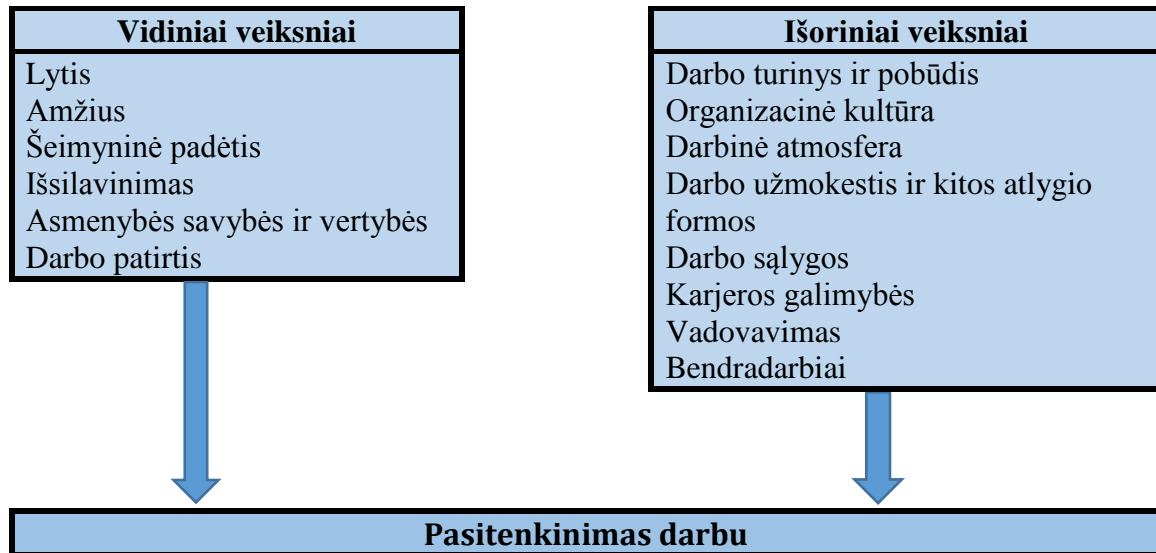 Vidiniai veiksniai
Lytis
Amžius
Šeimyninė padėtis
Išsilavinimas
Asmenybės savybės ir vertybės
Darbo patirtis
Išoriniai veiksniai
Darbo turinys ir pobūdis
Organizacinė kultūra
Darbinė atmosfera
Darbo užmokestis ir kitos atlygio
formos
Darbo sąlygos
Karjeros galimybės
Vadovavimas
Bendradarbiai
Pasitenkinimas darbu